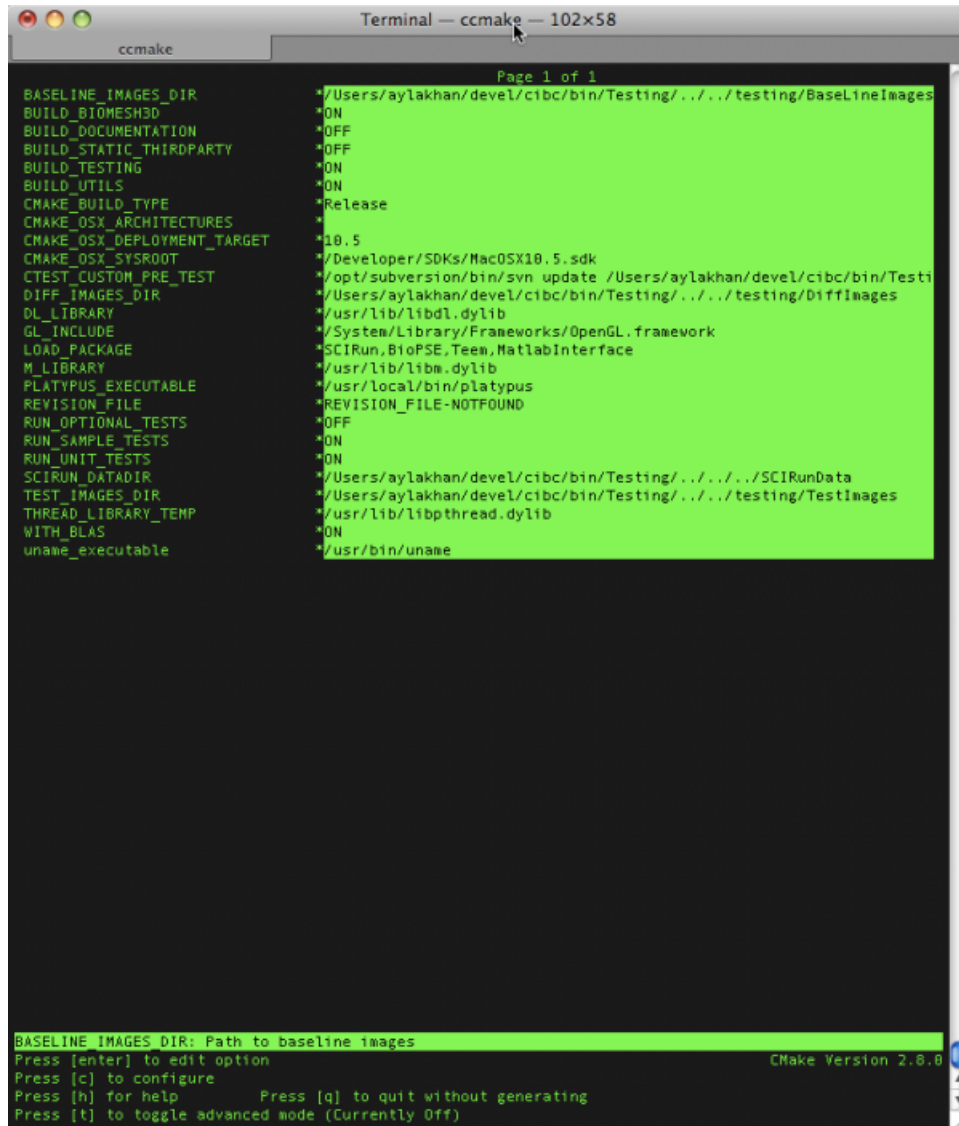 Terminal — ccmake — 102×58
ccmake
Page 1 of 1
BASELINE_IMAGES_DIR */Users/aylakhan/devel/cibc/bin/Testing/../../testing/BaseLineImages
BUILD_BIOMESH3D *ON
BUILD_DOCUMENTATION *OFF
BUILD_STATIC_THIRDPARTY *OFF
BUILD_TESTING *ON
BUILD_UTILS *ON
CMAKE_BUILD_TYPE *Release
CMAKE_OSX_ARCHITECTURES *
CMAKE_OSX_DEPLOYMENT_TARGET *10.5
CMAKE_OSX_SYSROOT */Developer/SDKs/MacOSX10.5.sdk
CTEST_CUSTOM_PRE_TEST */opt/subversion/bin/svn update /Users/aylakhan/devel/cibc/bin/Testi
DIFF_IMAGES_DIR */Users/aylakhan/devel/cibc/bin/Testing/../../testing/DiffImages
DL_LIBRARY */usr/lib/libdl.dylib
GL_INCLUDE */System/Library/Frameworks/OpenGL.framework
LOAD_PACKAGE *SCIRun,BioPSE,Teem,MatlabInterface
M_LIBRARY */usr/lib/libm.dylib
PLATYPUS_EXECUTABLE */usr/local/bin/platypus
REVISION_FILE *REVISION_FILE-NOTFOUND
RUN_OPTIONAL_TESTS *OFF
RUN_SAMPLE_TESTS *ON
RUN_UNIT_TESTS *ON
SCIRUN_DATADIR */Users/aylakhan/devel/cibc/bin/Testing/../../../SCIRunData
TEST_IMAGES_DIR */Users/aylakhan/devel/cibc/bin/Testing/../../testing/TestImages
THREAD_LIBRARY_TEMP */usr/lib/libpthread.dylib
WITH_BLAS *ON
uname_executable */usr/bin/uname
BASELINE_IMAGES_DIR: Path to baseline images
Press [enter] to edit option CMake Version 2.8.0
Press [c] to configure
Press [h] for help Press [q] to quit without generating
Press [t] to toggle advanced mode (Currently Off)